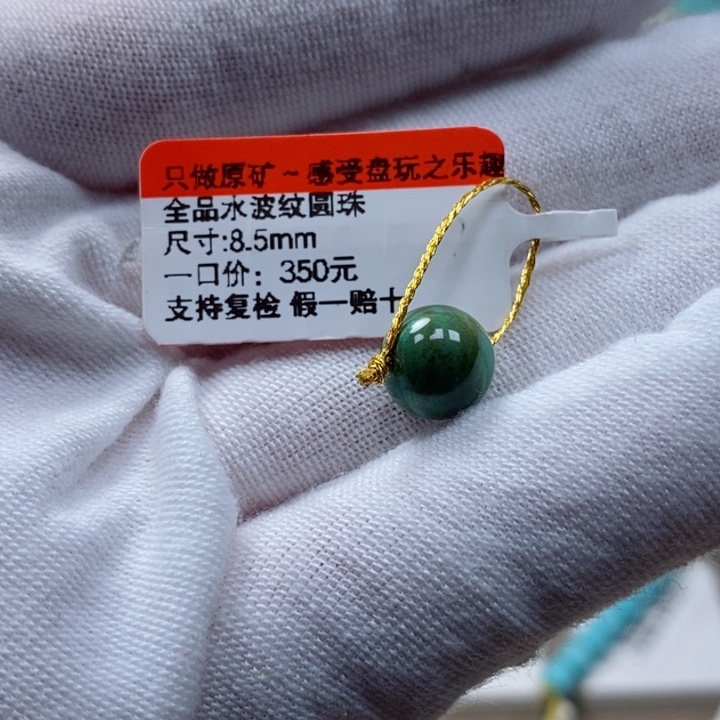 只做原矿~感受盘玩之乐趣
全品水波纹圆珠
尺寸:8.5mm
一口价：350元
支持复检 假一赔十